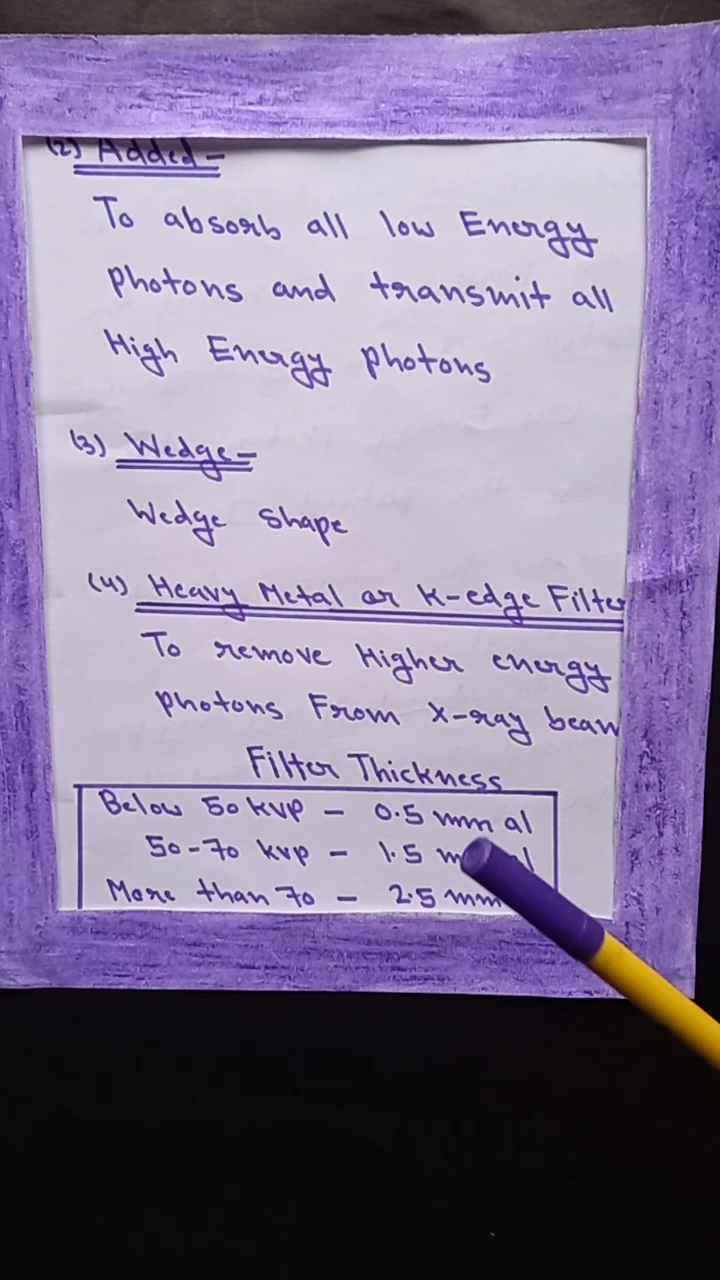 (2) Added-
To absorb all low Energy
photons and transmit all
High Energy photons
(3) Wedge-
Wedge shape
(4) Heavy Metal or K-edge Filter
To remove Higher energy
photons From X-ray beam
Filter Thickness
Below 50 kvp - 0.5 mm al
50-70 kvp - 1.5 m l
More than 70 - 2.5 mm